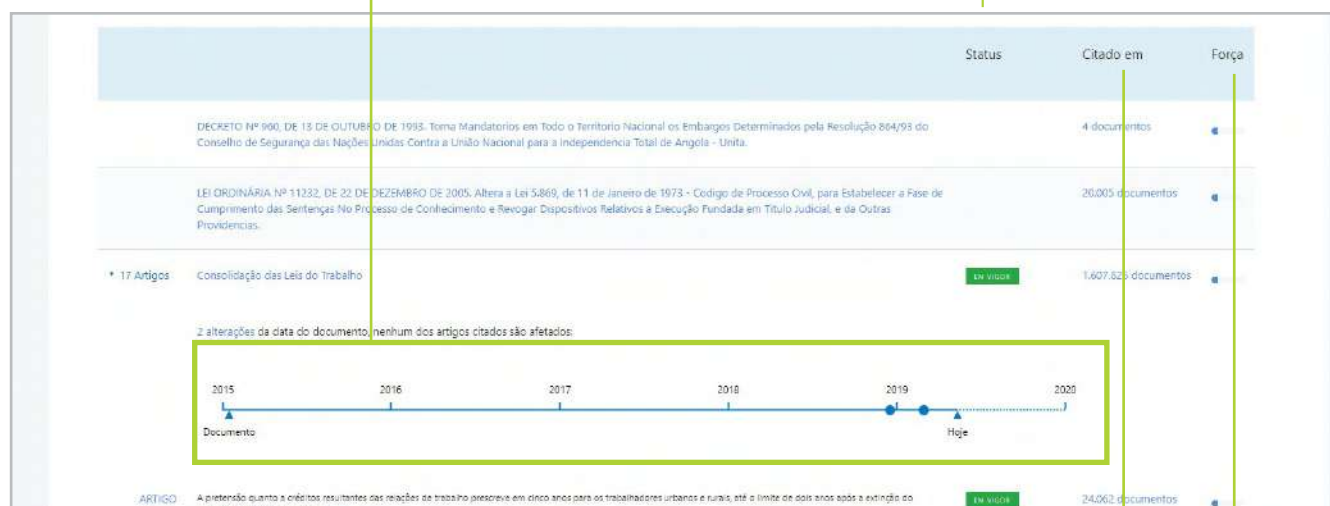 Status Citado em Força
DECRETO Nº 960, DE 13 DE OUTUBRO DE 1993. Torna Mandatorios em Todo o Territorio Nacional os Embargos Determinados pela Resolução 864/93 do 4 documentos
Conselho de Segurança das Nações Unidas Contra a União Nacional para a Independencia Total de Angola - Unita.
LEI ORDINÁRIA Nº 11232, DE 22 DE DEZEMBRO DE 2005. Altera a Lei 5.869, de 11 de Janeiro de 1973 - Codigo de Processo Civil, para Estabelecer a Fase de 20.005 documentos
Cumprimento das Sentenças No Processo de Conhecimento e Revogar Dispositivos Relativos a Execução Fundada em Titulo Judicial, e da Outras
Providencias.
17 Artigos Consolidação das Leis do Trabalho EN VIGOR documentos
2 alterações da data do documento, nenhum dos artigos citados são afetados:
2015 2016 2017 2018 2019 2020
Documento Hoje
ARTIGO A pretensão quanto a créditos resultantes das relações de trabalho prescreve em cinco anos para os trabalhadores urbanos e rurais, até o limite de dois anos após a extinção do EN VIGOR 24.062 documentos